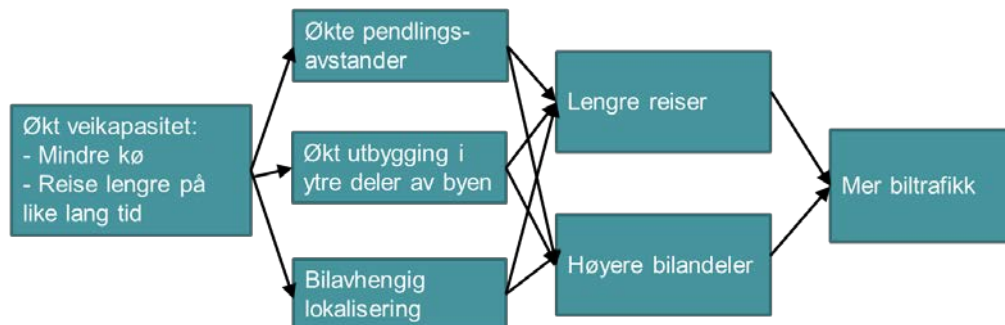 Økt veikapasitet:
- Mindre kø
- Reise lengre på
like lang tid
Økte pendlings-
avstander
Økt utbygging i
ytre deler av byen
Bilavhengig
lokalisering
Lengre reiser
Høyere bilandeler
Mer biltrafikk